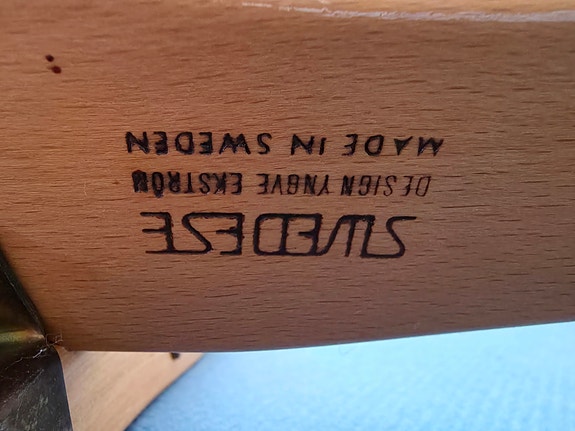 SWEDESE
DESIGN YNGVE EKSTRÖM
MADE IN SWEDEN